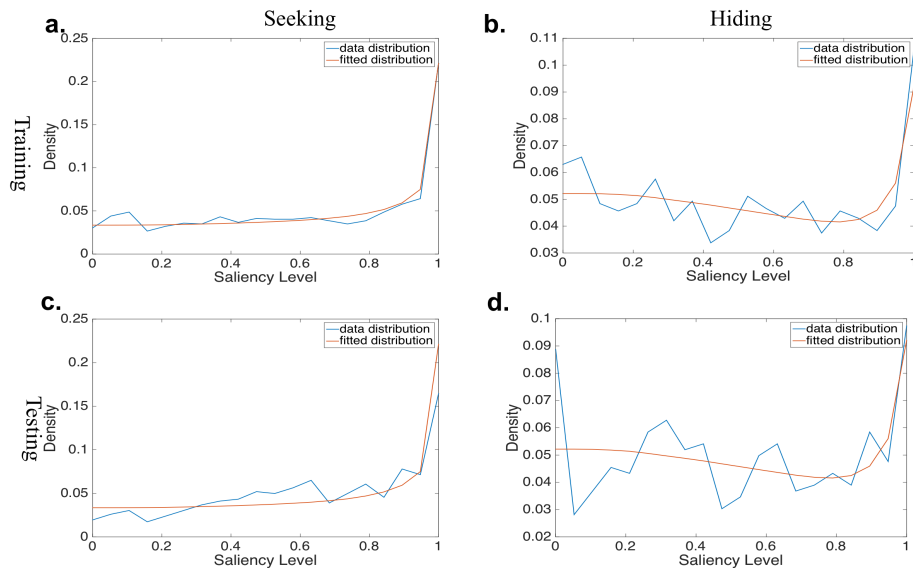 Seeking
Hiding
Training
Testing
a.
0.25
0.2
0.15
0.1
0.05
0
Density
data distribution
fitted distribution
0 0.2 0.4 0.6 0.8 1
Saliency Level
b.
0.11
0.1
0.09
0.08
0.07
0.06
0.05
0.04
0.03
Density
data distribution
fitted distribution
0 0.2 0.4 0.6 0.8 1
Saliency Level
c.
0.25
0.2
0.15
0.1
0.05
0
Density
data distribution
fitted distribution
0 0.2 0.4 0.6 0.8 1
Saliency Level
d.
0.1
0.09
0.08
0.07
0.06
0.05
0.04
0.03
0.02
Density
data distribution
fitted distribution
0 0.2 0.4 0.6 0.8 1
Saliency Level